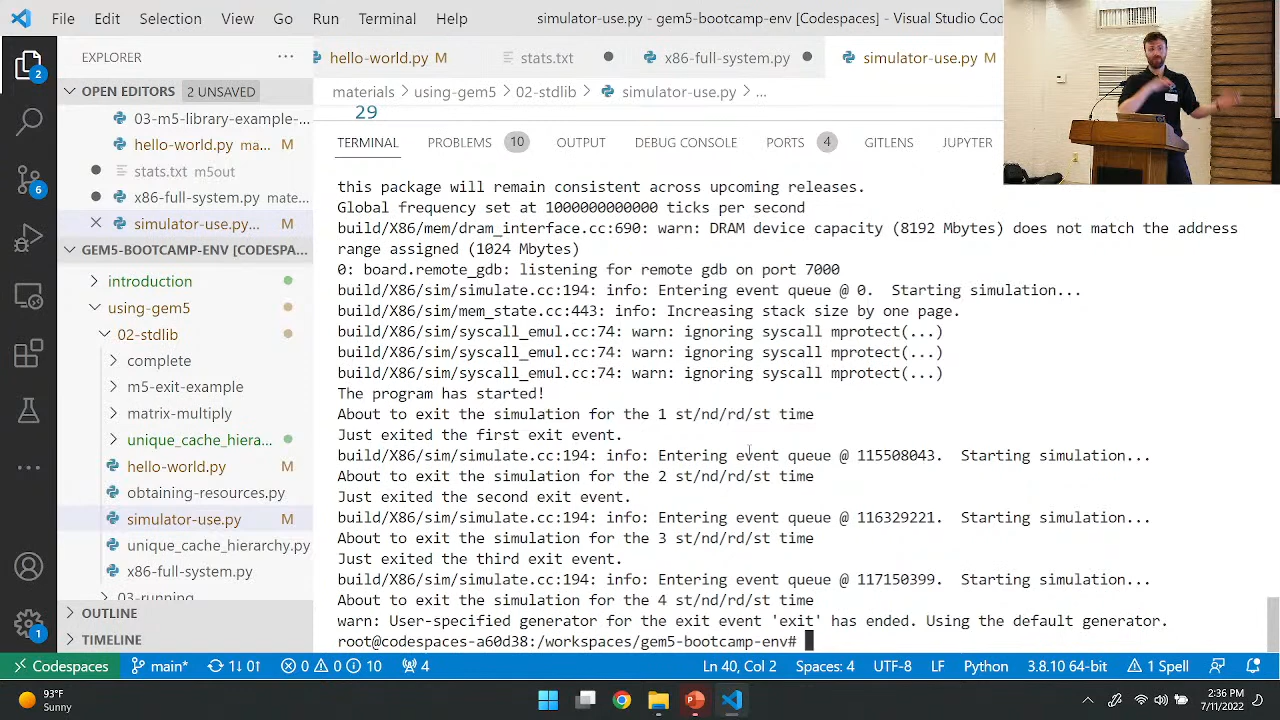 File Edit Selection View Go Run Terminal Help simulator-use.py - gem5-bootcamp-env [Codespaces] - Visual Studio Cod
EXPLORER ···
hello-world.py M stats.txt x86-full-system.py simulator-use.py M
OPEN EDITORS 2 UNSAVED
03-m5-library-example-...
hello-world.py ma... M
stats.txt m5out
x86-full-system.py mate...
simulator-use.py... M
GEM5-BOOTCAMP-ENV [CODESPA...
introduction
using-gem5
02-stdlib
complete
m5-exit-example
matrix-multiply
unique_cache_hiera...
hello-world.py M
obtaining-resources.py
simulator-use.py M
unique_cache_hierarchy.py
x86-full-system.py
03-running
OUTLINE
TIMELINE
2
6
1
materials > using-gem5 > 02-stdlib > simulator-use.py > ...
29
TERMINAL PROBLEMS 10 OUTPUT DEBUG CONSOLE PORTS 4 GITLENS JUPYTER
this package will remain consistent across upcoming releases.
Global frequency set at 1000000000000 ticks per second
build/X86/mem/dram_interface.cc:690: warn: DRAM device capacity (8192 Mbytes) does not match the address
range assigned (1024 Mbytes)
0: board.remote_gdb: listening for remote gdb on port 7000
build/X86/sim/simulate.cc:194: info: Entering event queue @ 0.  Starting simulation...
build/X86/sim/mem_state.cc:443: info: Increasing stack size by one page.
build/X86/sim/syscall_emul.cc:74: warn: ignoring syscall mprotect(...)
build/X86/sim/syscall_emul.cc:74: warn: ignoring syscall mprotect(...)
build/X86/sim/syscall_emul.cc:74: warn: ignoring syscall mprotect(...)
The program has started!
About to exit the simulation for the 1 st/nd/rd/st time
Just exited the first exit event.
build/X86/sim/simulate.cc:194: info: Entering event queue @ 115508043.  Starting simulation...
About to exit the simulation for the 2 st/nd/rd/st time
Just exited the second exit event.
build/X86/sim/simulate.cc:194: info: Entering event queue @ 116329221.  Starting simulation...
About to exit the simulation for the 3 st/nd/rd/st time
Just exited the third exit event.
build/X86/sim/simulate.cc:194: info: Entering event queue @ 117150399.  Starting simulation...
About to exit the simulation for the 4 st/nd/rd/st time
warn: User-specified generator for the exit event 'exit' has ended. Using the default generator.
root@codespaces-a60d38:/workspaces/gem5-bootcamp-env#
Codespaces main* 1↓ 0↑ 0 0 10 4 Ln 40, Col 2 Spaces: 4 UTF-8 LF Python 3.8.10 64-bit 1 Spell
93°F
Sunny
2:36 PM
7/11/2022